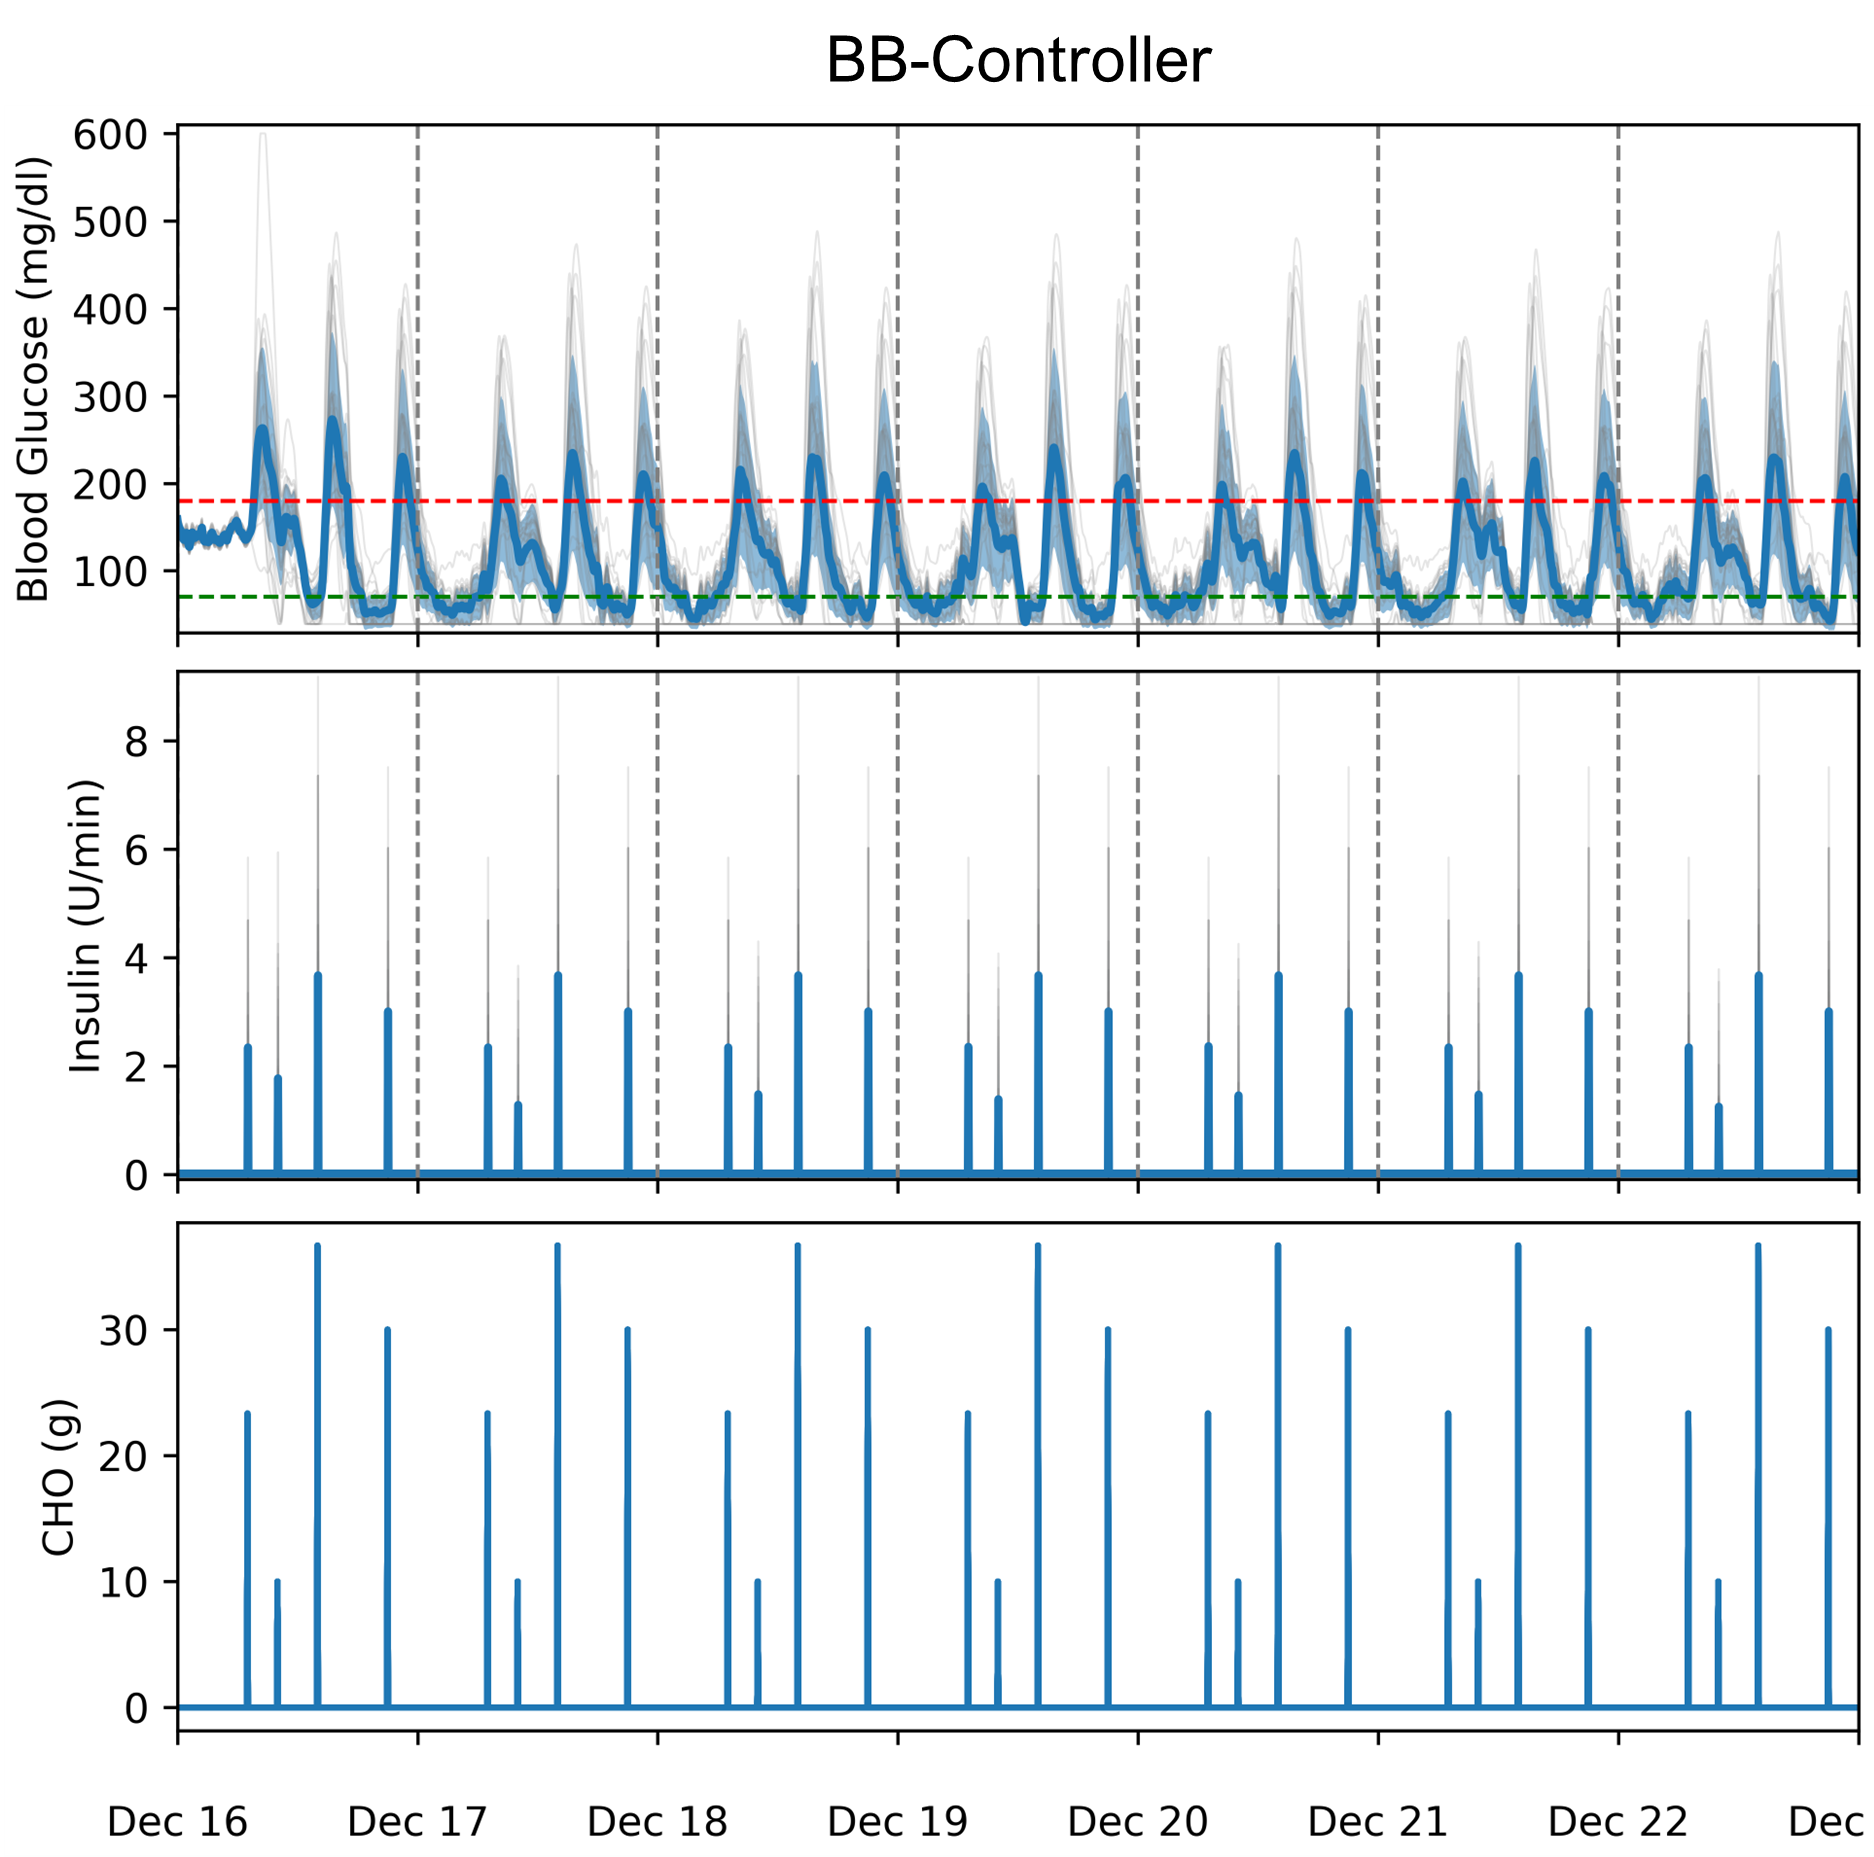 BB-Controller
Blood Glucose (mg/dl)
600
500
400
300
200
100
Insulin (U/min)
8
6
4
2
0
CHO (g)
30
20
10
0
Dec 16
Dec 17
Dec 18
Dec 19
Dec 20
Dec 21
Dec 22
Dec